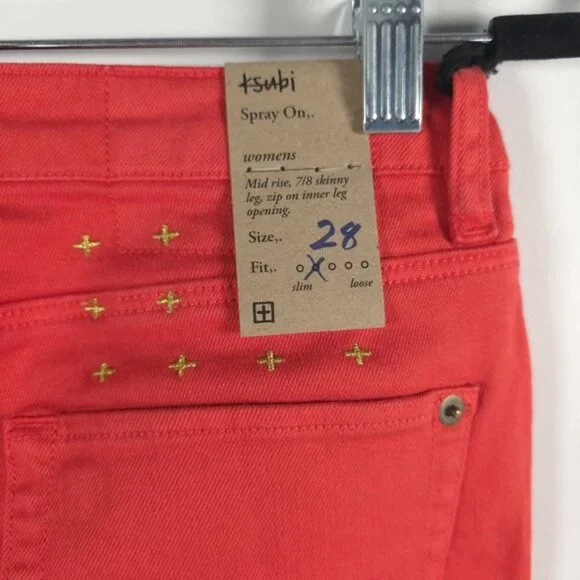 ksubi
Spray On,.
womens
Mid rise, 7/8 skinny
leg, zip on inner leg
opening.
Size,. 28
Fit,.
slim loose